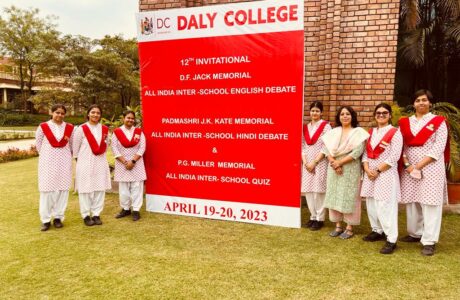 DC DALY COLLEGE
12TH INVITATIONAL
D.F. JACK MEMORIAL
ALL INDIA INTER-SCHOOL ENGLISH DEBATE
PADMASHRI J.K. KATE MEMORIAL
ALL INDIA INTER -SCHOOL HINDI DEBATE
&
P.G. MILLER MEMORIAL
ALL INDIA INTER- SCHOOL QUIZ
APRIL 19-20, 2023